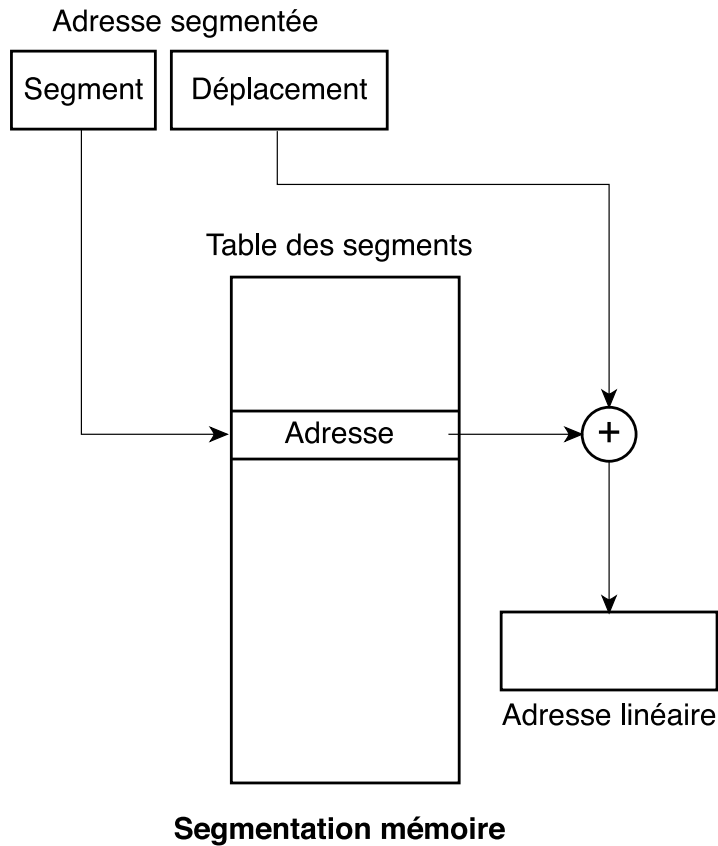 Adresse segmentée
Segment
Déplacement
Table des segments
Adresse
+
Adresse linéaire
Segmentation mémoire